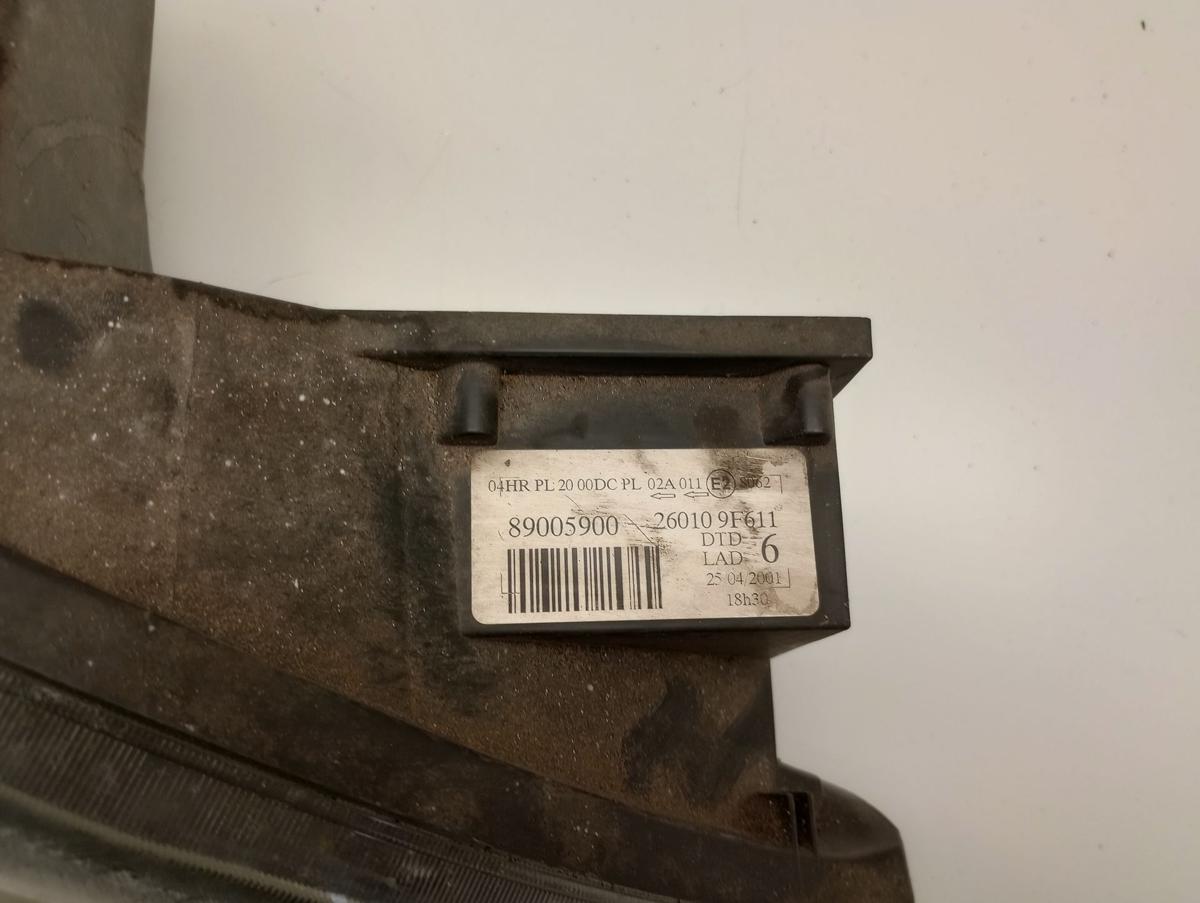 04HR PL 20 00DC PL 02A 011 E2 8062
89005900 - 26010 9F611
DTD
LAD 6
25 04/2001
18h30